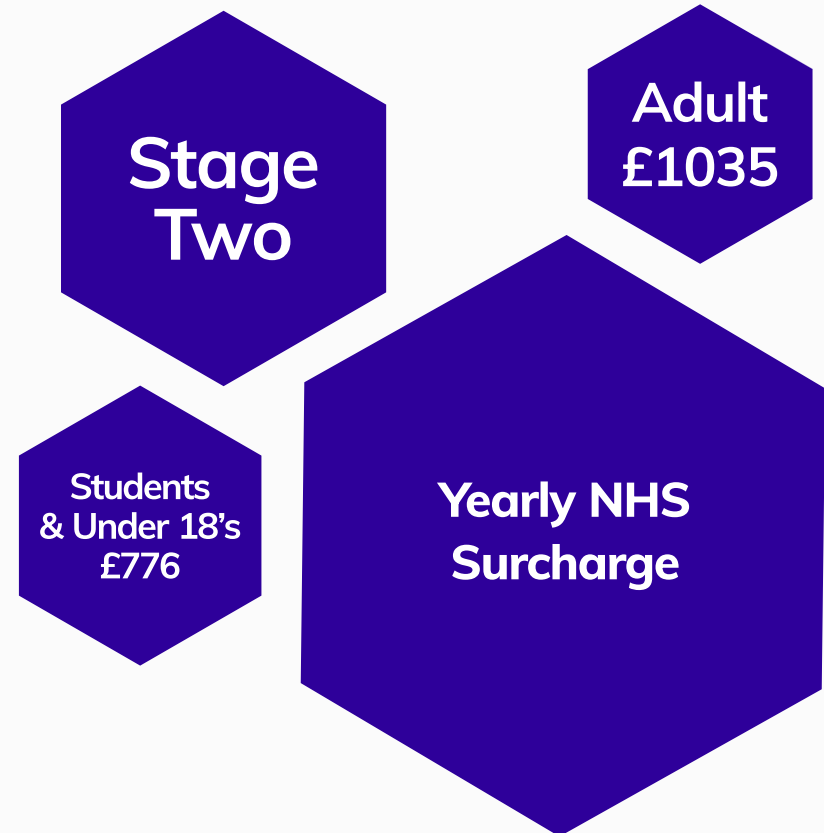 Stage
Two
Adult
£1035
Students
& Under 18’s
£776
Yearly NHS
Surcharge